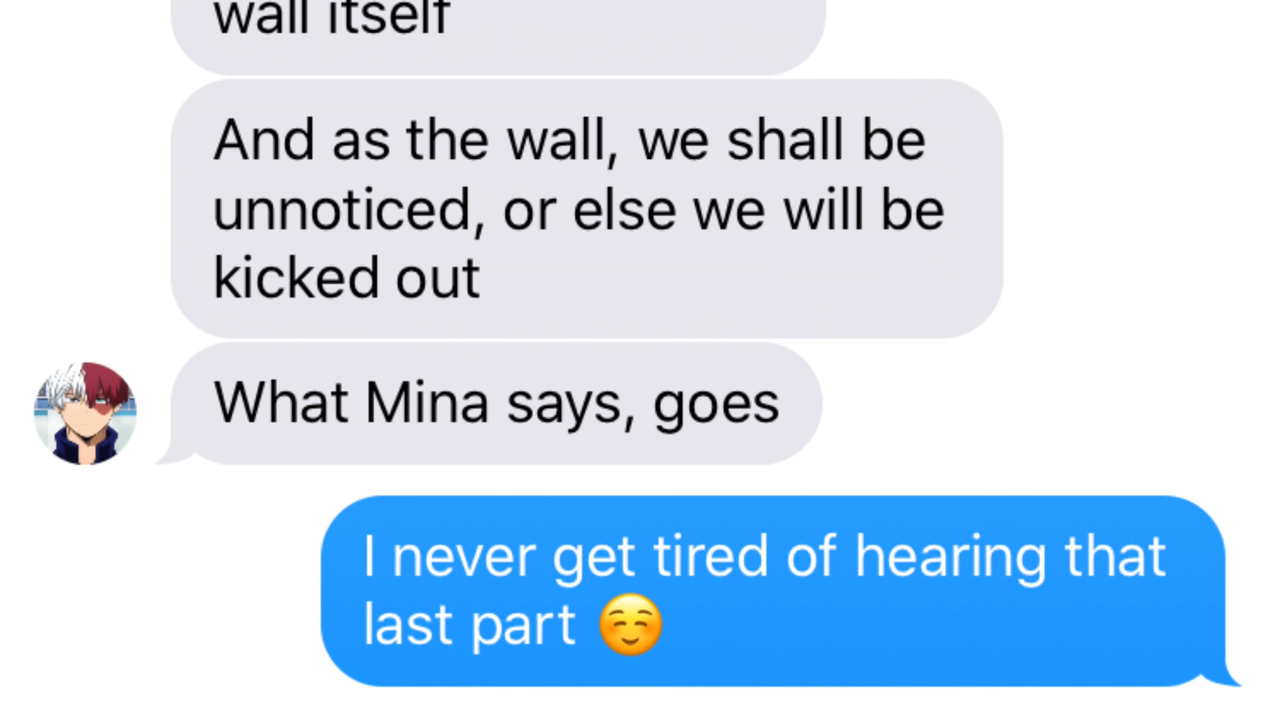 wall itself
And as the wall, we shall be
unnoticed, or else we will be
kicked out
What Mina says, goes
I never get tired of hearing that
last part ☺️